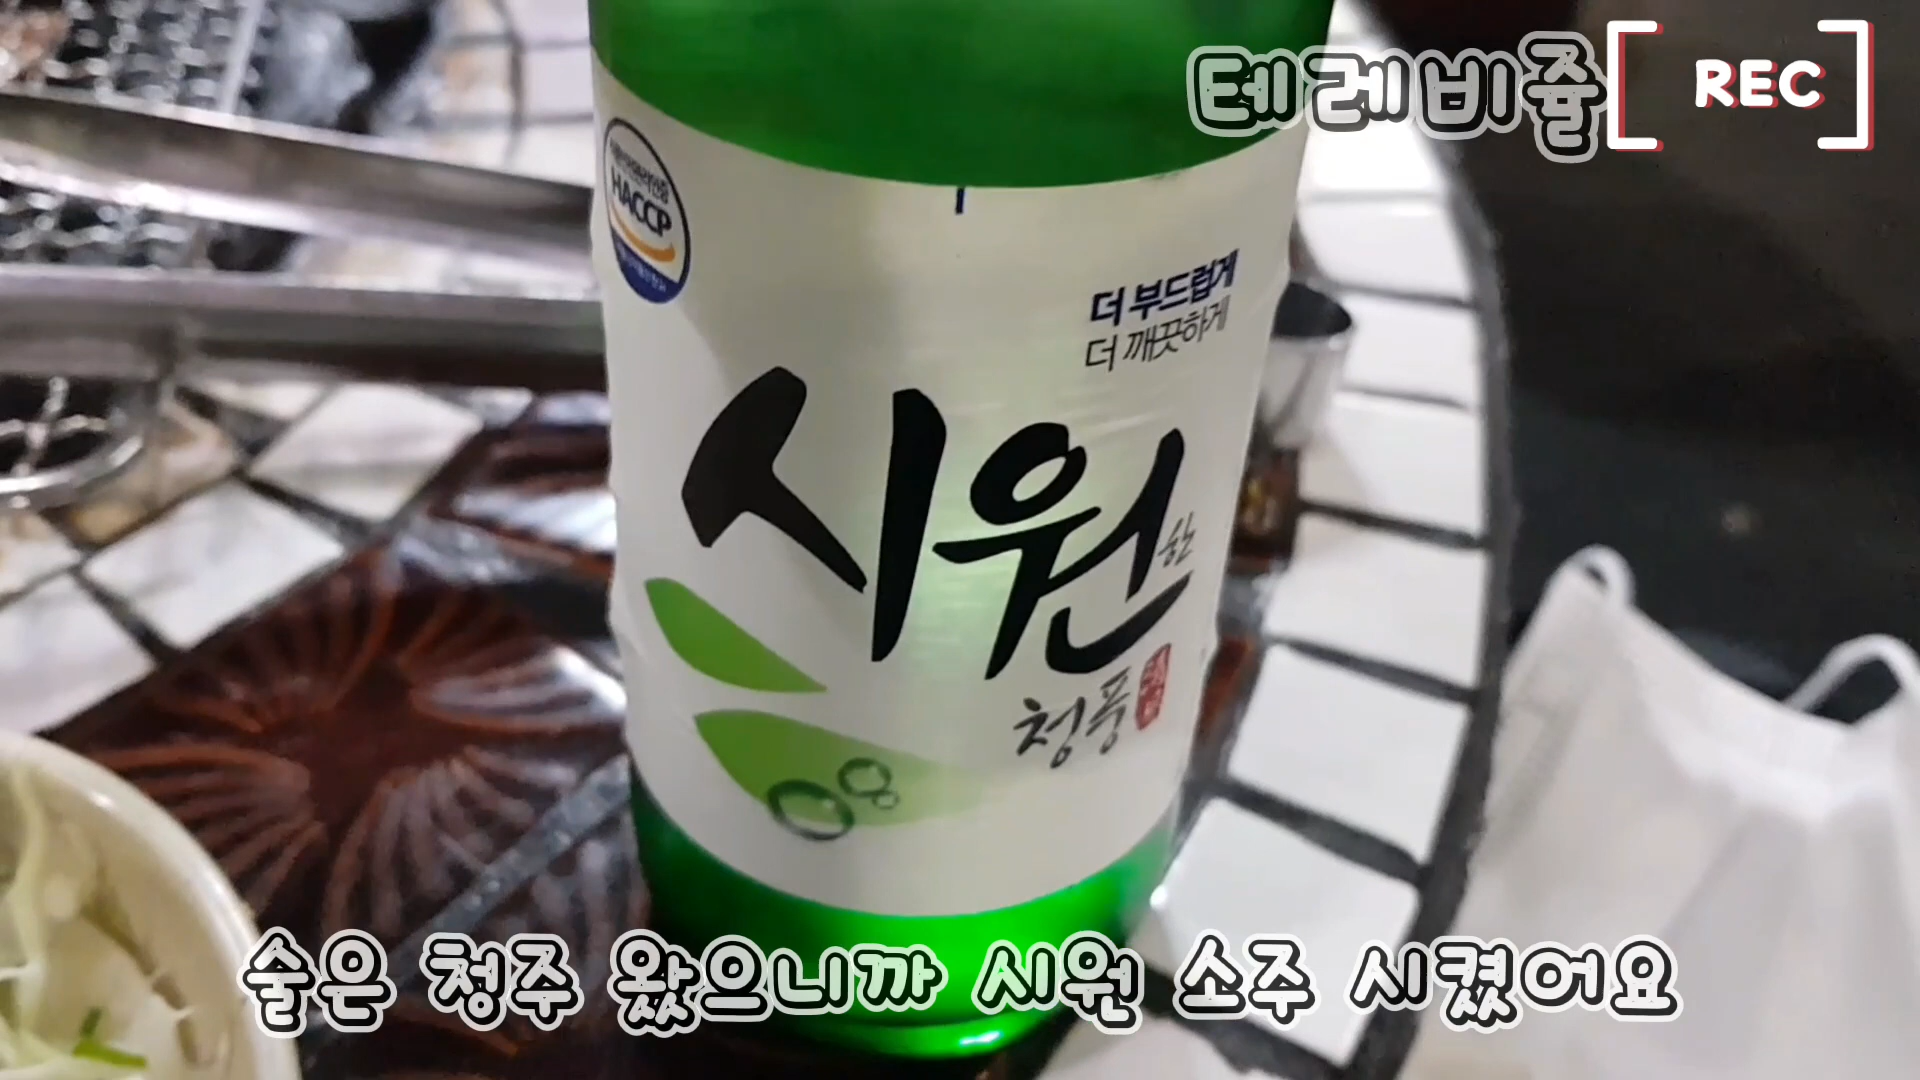 테레비쥴
REC
HACCP
더 부드럽게
더 깨끗하게
시원한
청풍
술은 청주 왔으니까 시원 소주 시켰어요